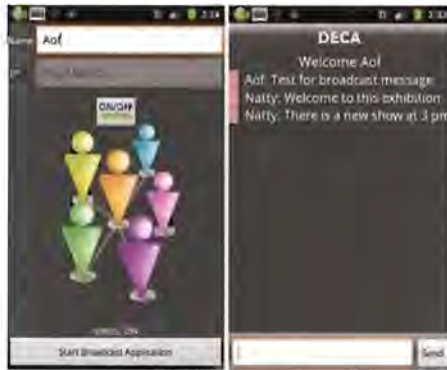 Name
Aof
IP
ON/OFF
Start Broadcast Application
DECA
Welcome Aof
Aof: Test for broadcast message
Natty: Welcome to this exhibition
Natty: There is a new show at 3 pm
Send